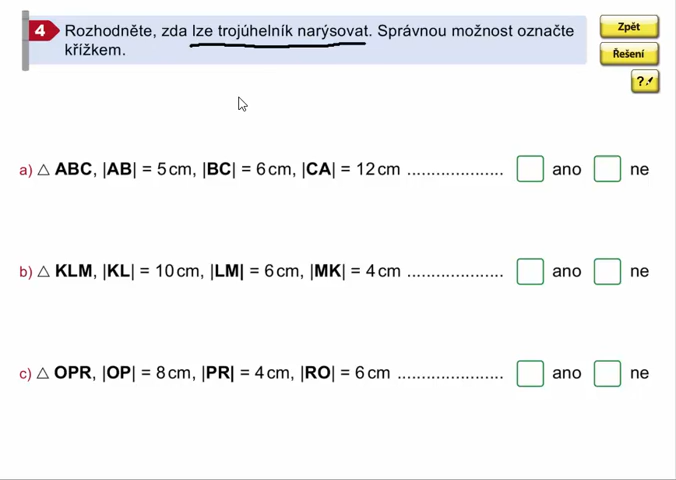 4 Rozhodněte, zda lze trojúhelník narýsovat. Správnou možnost označte
křížkem.
Zpět
Řešení
?
a) △ ABC, |AB| = 5 cm, |BC| = 6 cm, |CA| = 12 cm .................... ano ne
b) △ KLM, |KL| = 10 cm, |LM| = 6 cm, |MK| = 4 cm .................... ano ne
c) △ OPR, |OP| = 8 cm, |PR| = 4 cm, |RO| = 6 cm ...................... ano ne